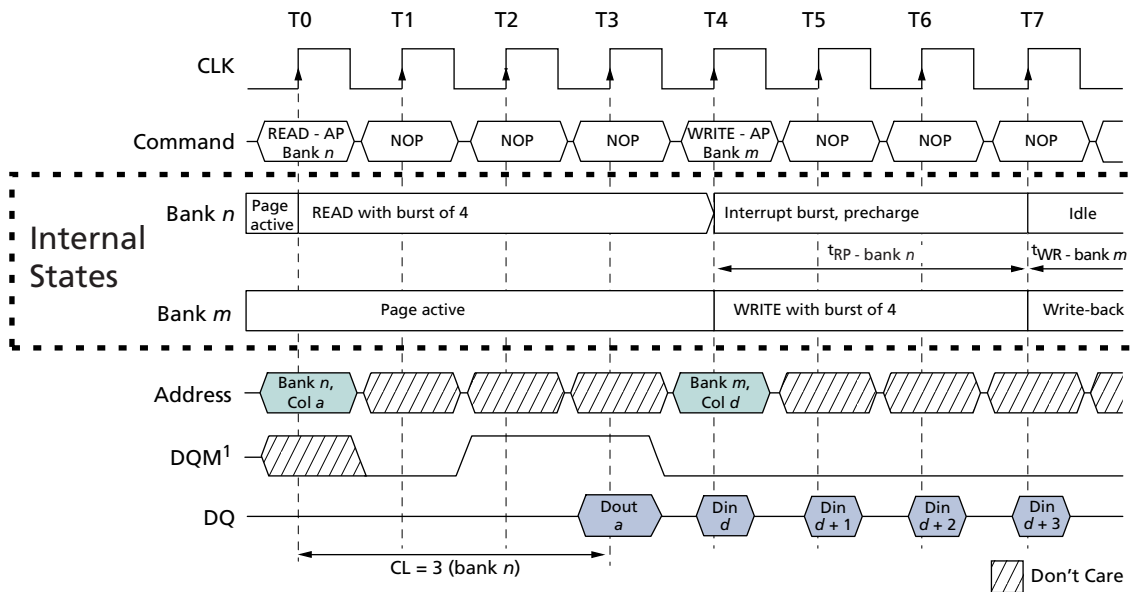 T0 T1 T2 T3 T4 T5 T6 T7
CLK
Command
READ - AP
Bank n
NOP
NOP
NOP
WRITE - AP
Bank m
NOP
NOP
NOP
Internal
States
Bank n
Page
active
READ with burst of 4
Interrupt burst, precharge
Idle
tRP - bank n
tWR - bank m
Bank m
Page active
WRITE with burst of 4
Write-back
Address
Bank n,
Col a
Bank m,
Col d
DQM1
DQ
Dout
a
Din
d
Din
d + 1
Din
d + 2
Din
d + 3
CL = 3 (bank n)
Don't Care